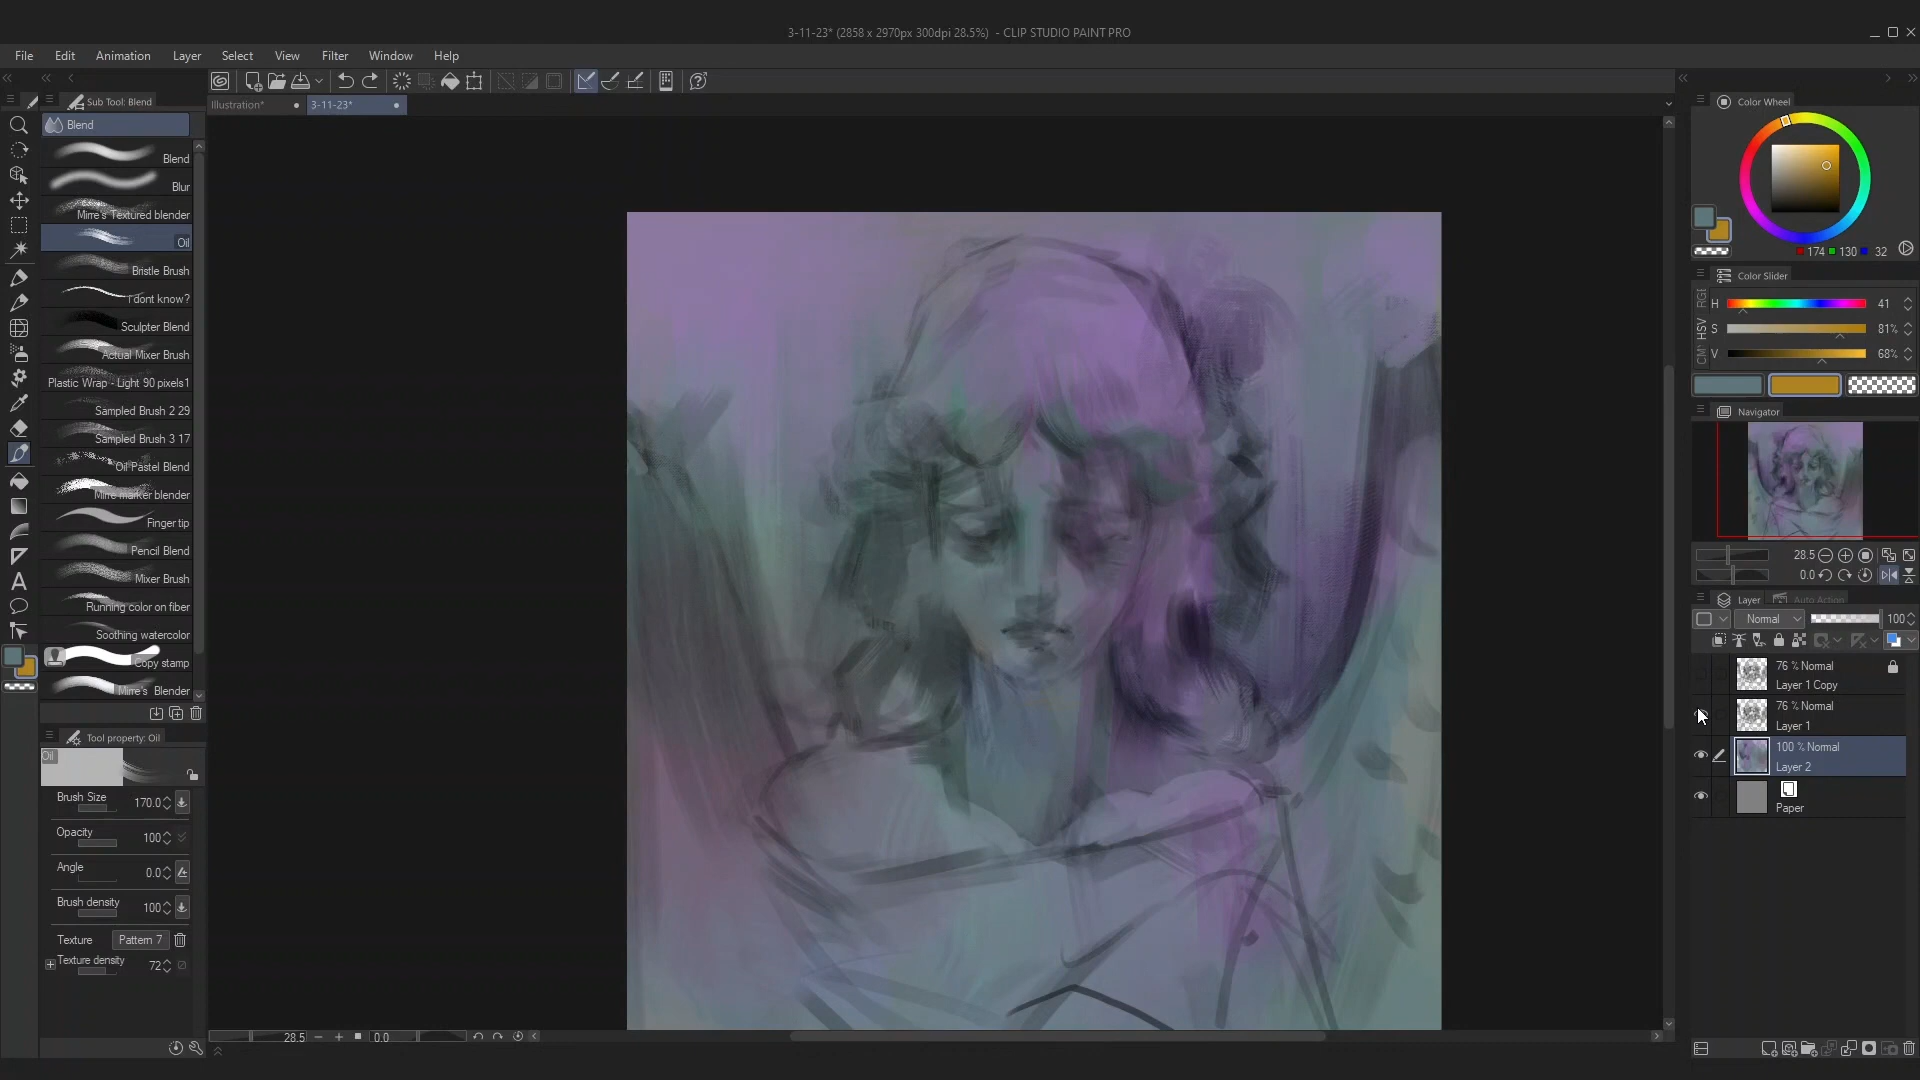 3-11-23* (2858 x 2970px 300dpi 28.5%) - CLIP STUDIO PAINT PRO
File Edit Animation Layer Select View Filter Window Help
Sub Tool: Blend
Blend
Blend
Blur
Mirre's Textured blender
Oil
Bristle Brush
I dont know?
Sculpter Blend
Actual Mixer Brush
Plastic Wrap - Light 90 pixels1
Sampled Brush 2 29
Sampled Brush 3 17
Oil Pastel Blend
Mirre marker blender
Finger tip
Pencil Blend
Mixer Brush
Running color on fiber
Soothing watercolor
Copy stamp
Mirre's Blender
Tool property: Oil
Oil
Brush Size 170.0
Opacity 100
Angle 0.0
Brush density 100
Texture Pattern 7
Texture density 72
Illustration* 3-11-23*
28.5 0.0
Color Wheel
174 130 32
Color Slider
RGB
HSV
H 41
S 81%
V 68%
Navigator
28.5
0.0
Layer Auto Action
Normal 100
76 % Normal
Layer 1 Copy
76 % Normal
Layer 1
100 % Normal
Layer 2
Paper